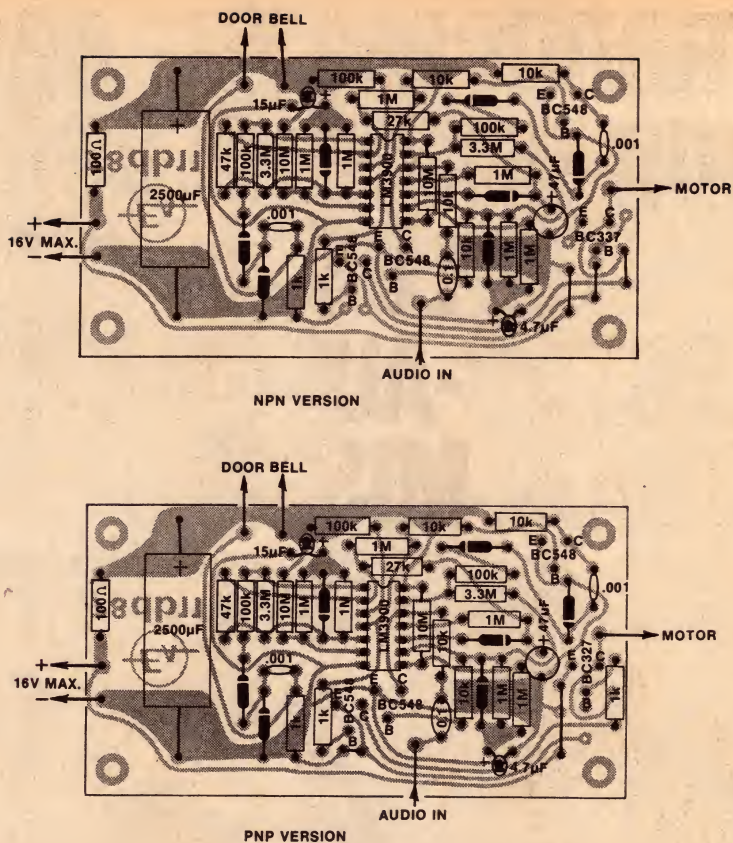 DOOR BELL
100k
10k
10k
15µF
+
1M
E
C
27k
BC548
B
100Ω
47k
100k
3.3M
10M
1M
1M
LM3900
100k
3.3M
.001
+
2500µF
10M
10k
1M
+
47µF
MOTOR
+
16V MAX.
-
.001
E
C
BC548
B
E
C
BC337
B
1k
1k
E
BC548
C
B
0.1
10k
1M
1M
+
4.7µF
AUDIO IN
NPN VERSION
DOOR BELL
100k
10k
10k
15µF
+
1M
E
C
27k
BC548
B
100Ω
47k
100k
3.3M
10M
1M
1M
LM3900
100k
3.3M
.001
+
2500µF
10M
10k
1M
+
47µF
MOTOR
+
16V MAX.
-
.001
E
C
BC548
B
E
C
BC327
B
1k
1k
1k
E
BC548
C
B
0.1
10k
1M
1M
+
4.7µF
AUDIO IN
PNP VERSION